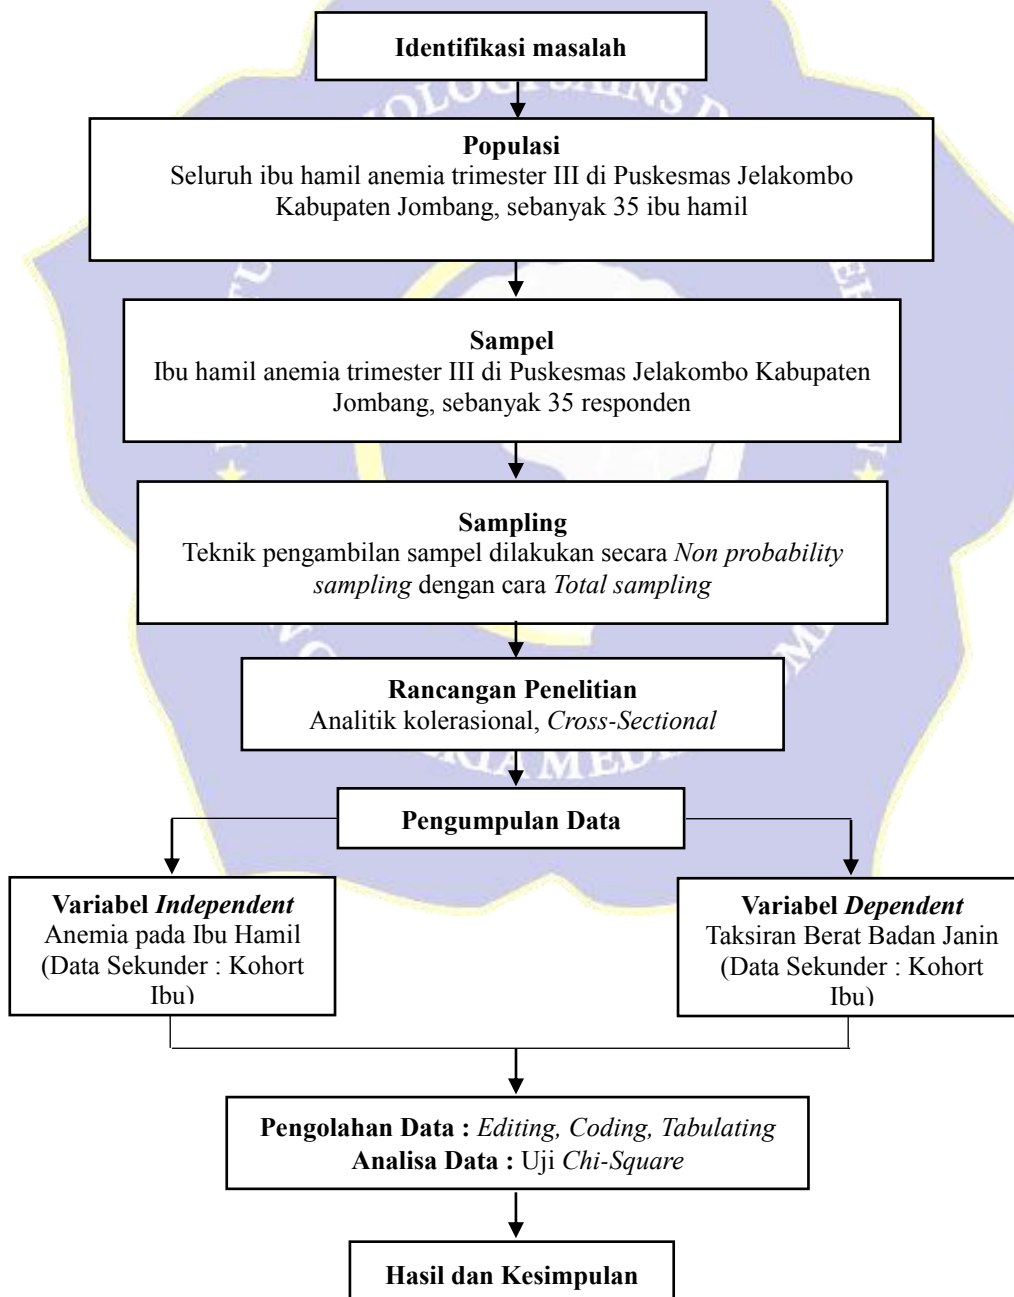 Identifikasi masalah
Populasi
Seluruh ibu hamil anemia trimester III di Puskesmas Jelakombo
Kabupaten Jombang, sebanyak 35 ibu hamil
Sampel
Ibu hamil anemia trimester III di Puskesmas Jelakombo Kabupaten
Jombang, sebanyak 35 responden
Sampling
Teknik pengambilan sampel dilakukan secara Non probability
sampling dengan cara Total sampling
Rancangan Penelitian
Analitik kolerasional, Cross-Sectional
Pengumpulan Data
Variabel Independent
Anemia pada Ibu Hamil
(Data Sekunder : Kohort
Ibu)
Variabel Dependent
Taksiran Berat Badan Janin
(Data Sekunder : Kohort
Ibu)
Pengolahan Data : Editing, Coding, Tabulating
Analisa Data : Uji Chi-Square
Hasil dan Kesimpulan